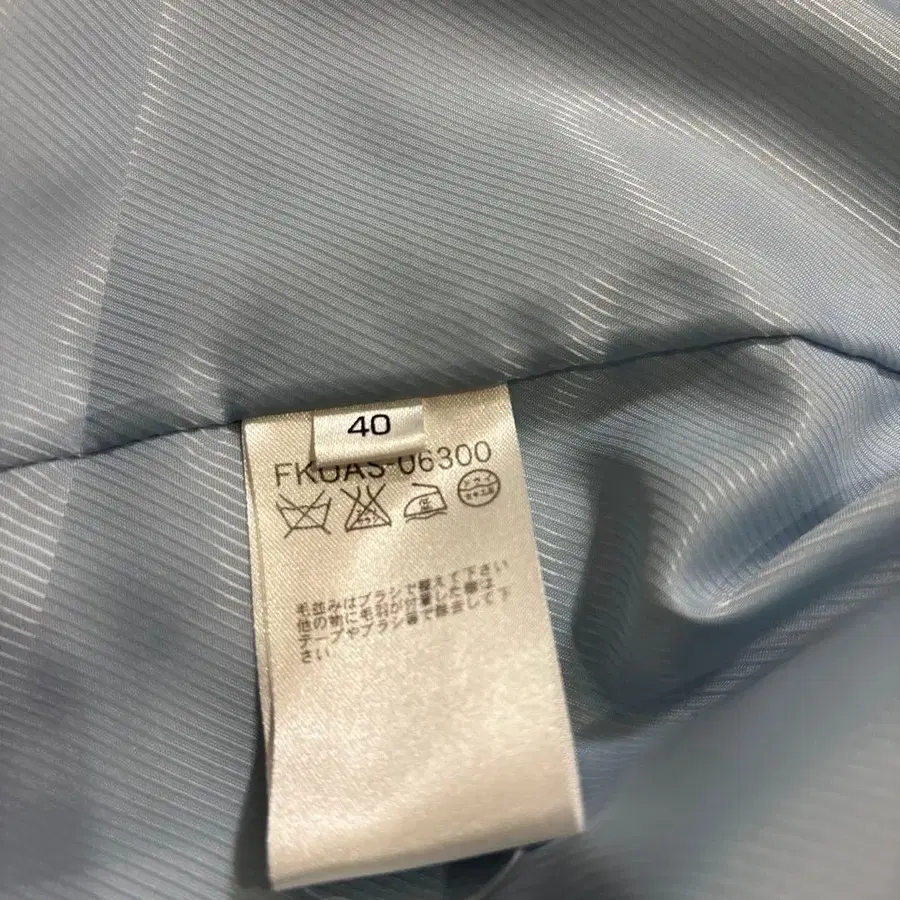 40
FKUAS-06300
低
毛並みはブラシで整えて下さい
他の物に毛羽が付着した際は
テープやブラシ等で除去して下
さい